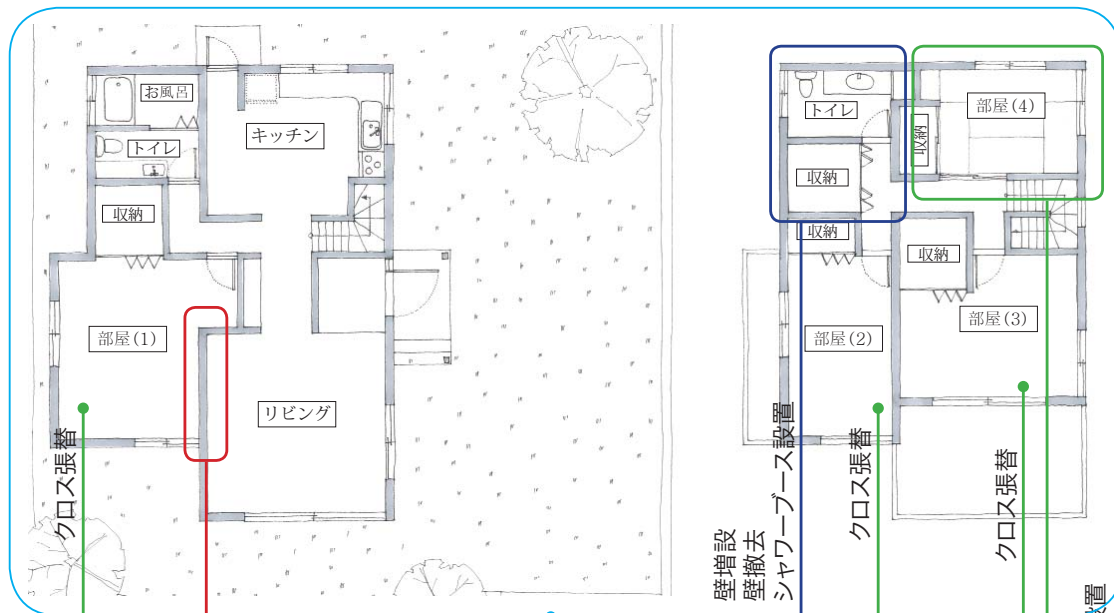 お風呂
トイレ
キッチン
収納
部屋(1)
リビング
クロス張替
トイレ
収納
部屋(4)
収納
収納
収納
部屋(2)
部屋(3)
壁増設
壁撤去
シャワーブース設置
クロス張替
クロス張替
置